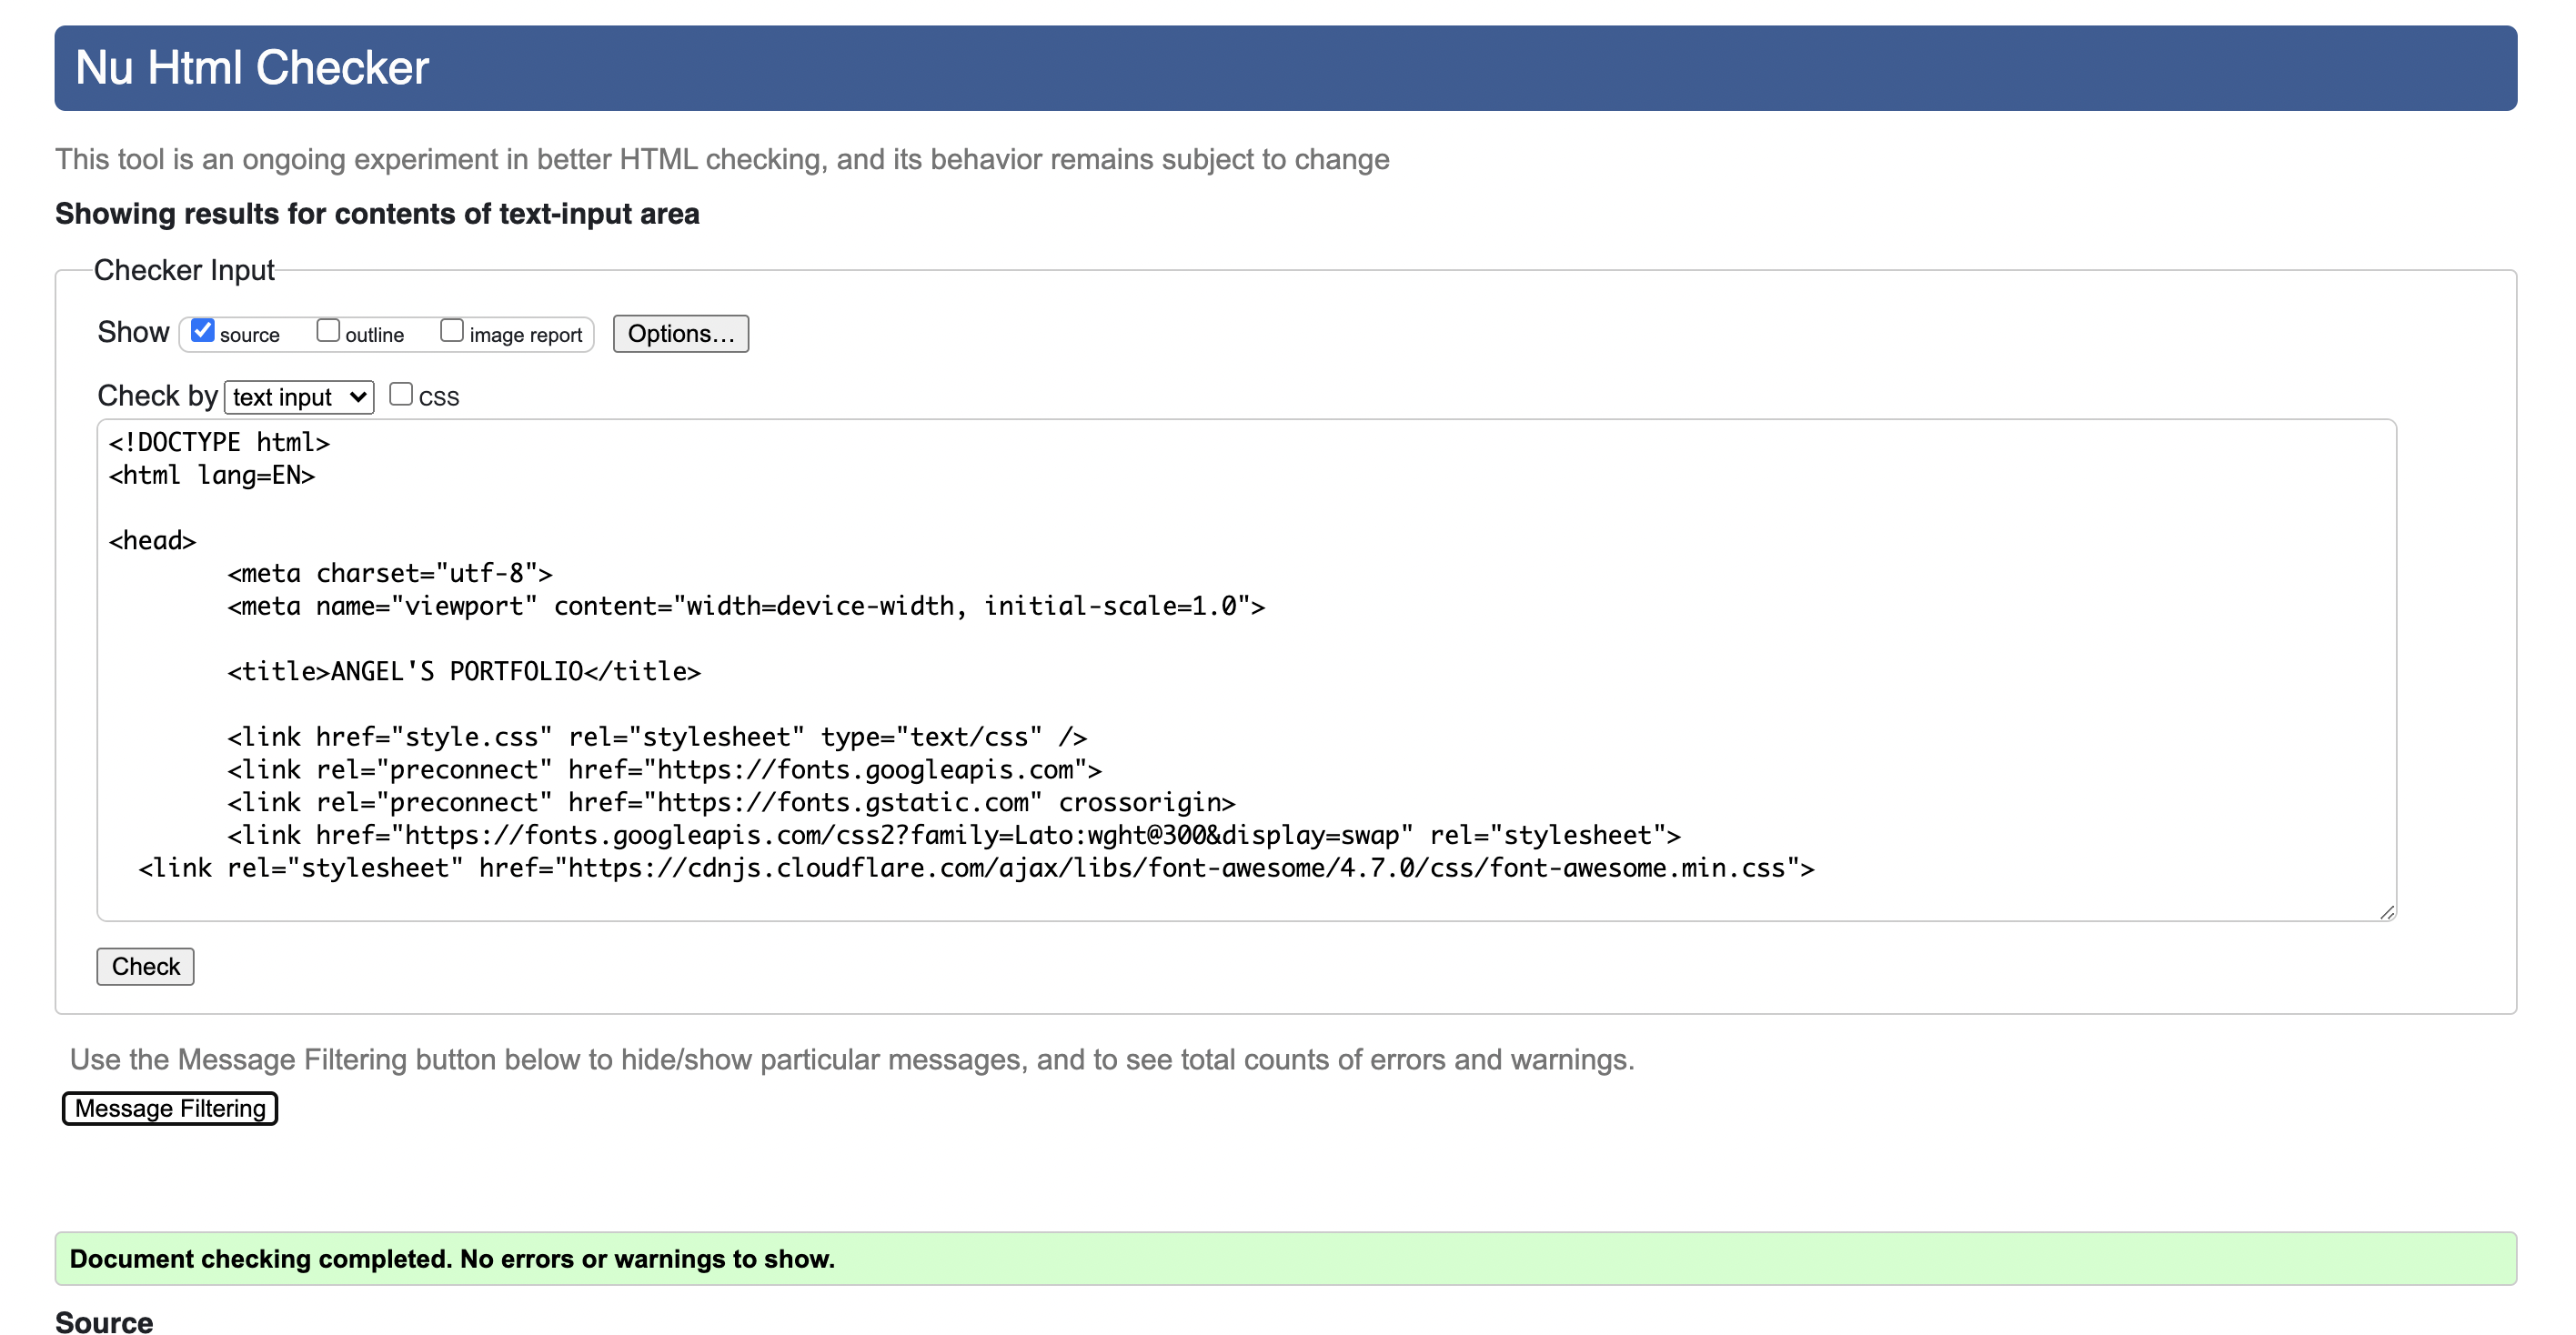 Nu Html Checker
This tool is an ongoing experiment in better HTML checking, and its behavior remains subject to change
Showing results for contents of text-input area
Checker Input
Show source outline image report Options...
Check by text input CSS
<!DOCTYPE html>
<html lang=EN>
<head>
<meta charset="utf-8">
<meta name="viewport" content="width=device-width, initial-scale=1.0">
<title>ANGEL'S PORTFOLIO</title>
<link href="style.css" rel="stylesheet" type="text/css" />
<link rel="preconnect" href="https://fonts.googleapis.com">
<link rel="preconnect" href="https://fonts.gstatic.com" crossorigin>
<link href="https://fonts.googleapis.com/css2?family=Lato:wght@300&display=swap" rel="stylesheet">
<link rel="stylesheet" href="https://cdnjs.cloudflare.com/ajax/libs/font-awesome/4.7.0/css/font-awesome.min.css">
Check
Use the Message Filtering button below to hide/show particular messages, and to see total counts of errors and warnings.
Message Filtering
Document checking completed. No errors or warnings to show.
Source